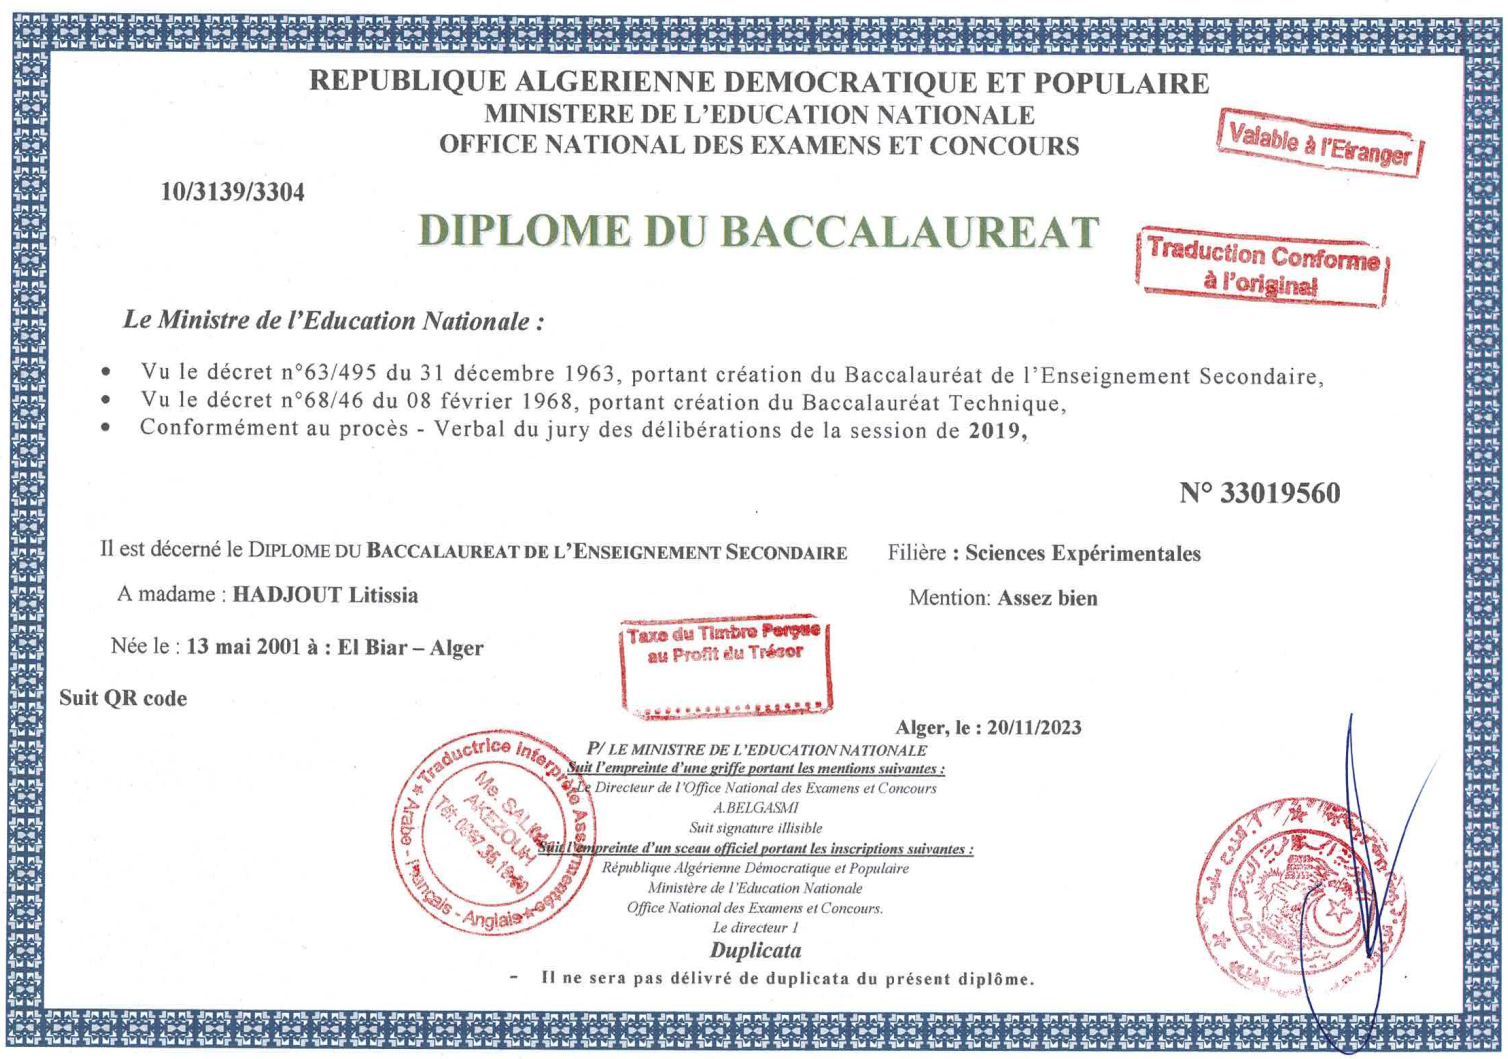 REPUBLIQUE ALGERIENNE DEMOCRATIQUE ET POPULAIRE
MINISTERE DE L'EDUCATION NATIONALE
OFFICE NATIONAL DES EXAMENS ET CONCOURS
Valable à l'Etranger
10/3139/3304
DIPLOME DU BACCALAUREAT
Traduction Conforme
à l'original
Le Ministre de l'Education Nationale :
• Vu le décret n°63/495 du 31 décembre 1963, portant création du Baccalauréat de l'Enseignement Secondaire,
• Vu le décret n°68/46 du 08 février 1968, portant création du Baccalauréat Technique,
• Conformément au procès - Verbal du jury des délibérations de la session de 2019,
N° 33019560
Il est décerné le DIPLOME DU BACCALAUREAT DE L'ENSEIGNEMENT SECONDAIRE Filière : Sciences Expérimentales
A madame : HADJOUT Litissia Mention: Assez bien
Née le : 13 mai 2001 à : El Biar – Alger
Taxe du Timbre Perçue
au Profit du Trésor
Suit QR code
Alger, le : 20/11/2023
P/ LE MINISTRE DE L'EDUCATION NATIONALE
Suit l'empreinte d'une griffe portant les mentions suivantes :
Le Directeur de l'Office National des Examens et Concours
A.BELGASMI
Suit signature illisible
Suit l'empreinte d'un sceau officiel portant les inscriptions suivantes :
République Algérienne Démocratique et Populaire
Ministère de l'Education Nationale
Office National des Examens et Concours.
Le directeur 1
Duplicata
- Il ne sera pas délivré de duplicata du présent diplôme.
Traductrice Interprète Assermentée
Arabe - Français - Anglais
Me.
AKEZOUH
Tél: